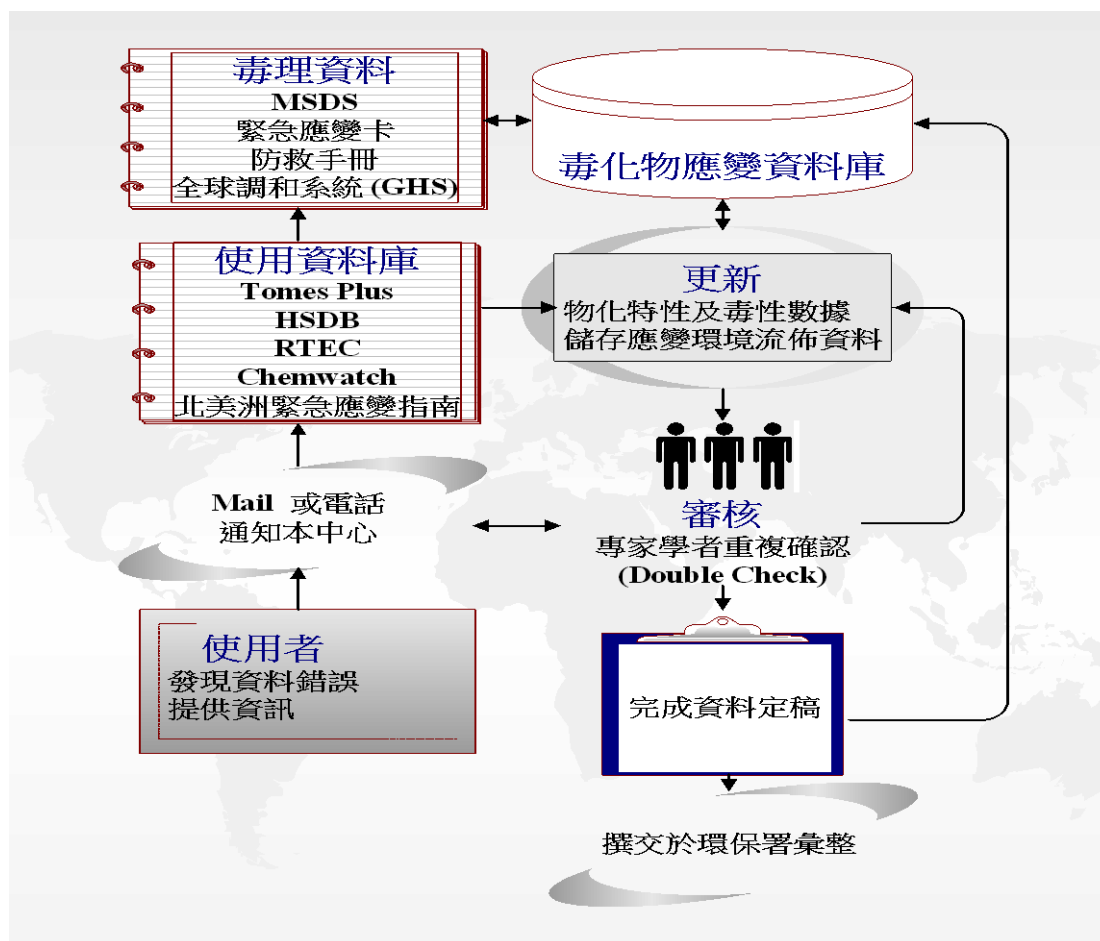 毒理資料
MSDS
緊急應變卡
防救手冊
全球調和系統 (GHS)
毒化物應變資料庫
使用資料庫
Tomes Plus
HSDB
RTEC
Chemwatch
北美洲緊急應變指南
更新
物化特性及毒性數據
儲存應變環境流佈資料
Mail 或電話
通知本中心
審核
專家學者重複確認
(Double Check)
使用者
發現資料錯誤
提供資訊
完成資料定稿
撰交於環保署彙整